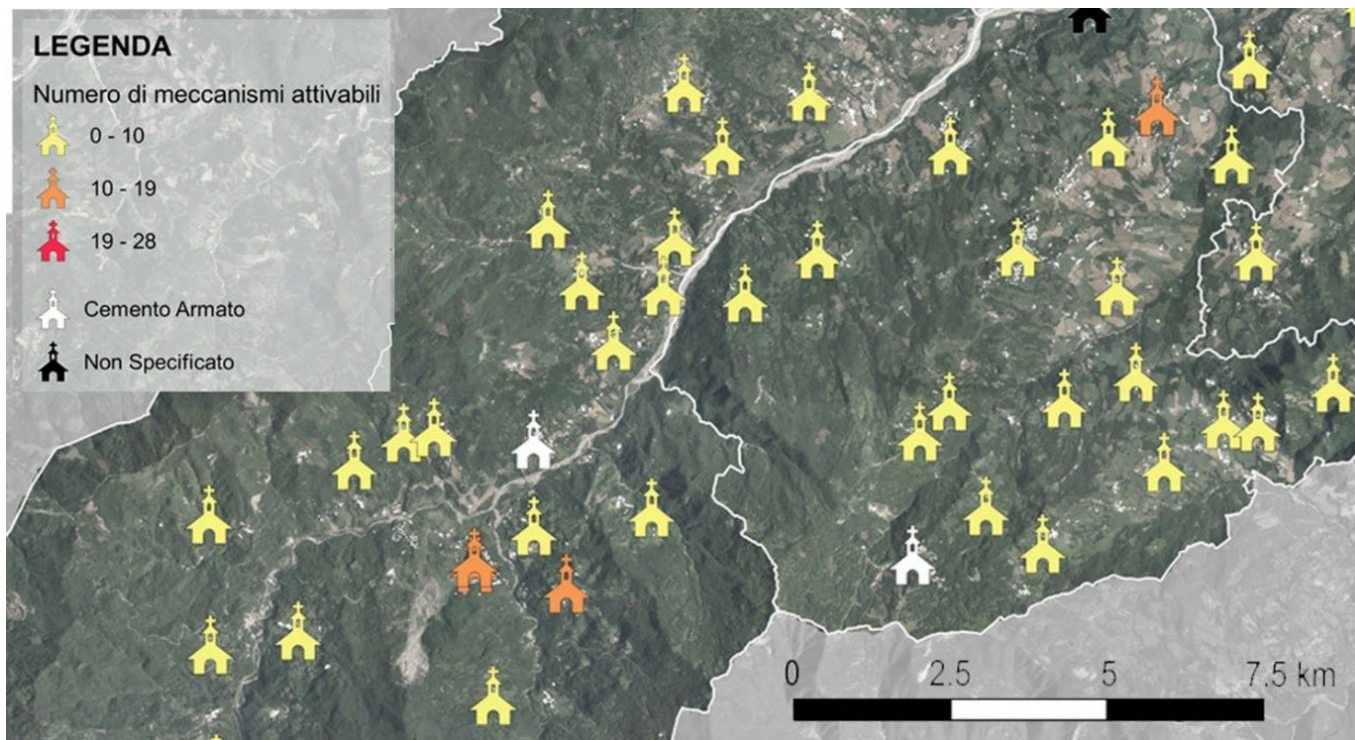 LEGENDA
Numero di meccanismi attivabili
0 - 10
10 - 19
19 - 28
Cemento Armato
Non Specificato
0 2.5 5 7.5 km